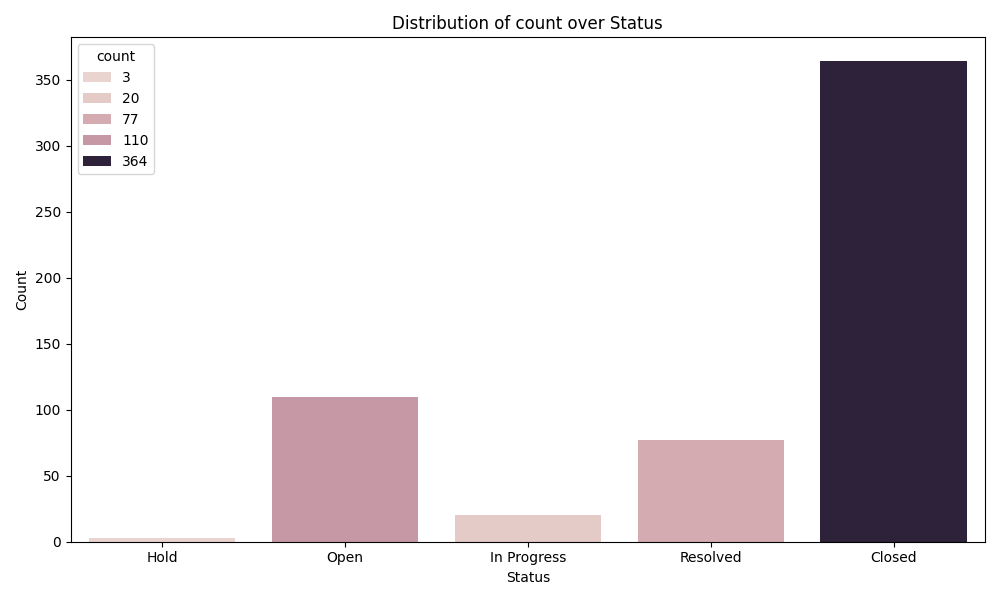 Distribution of count over Status
count
3
20
77
110
364
Count
350
300
250
200
150
100
50
0
Hold
Open
In Progress
Resolved
Closed
Status